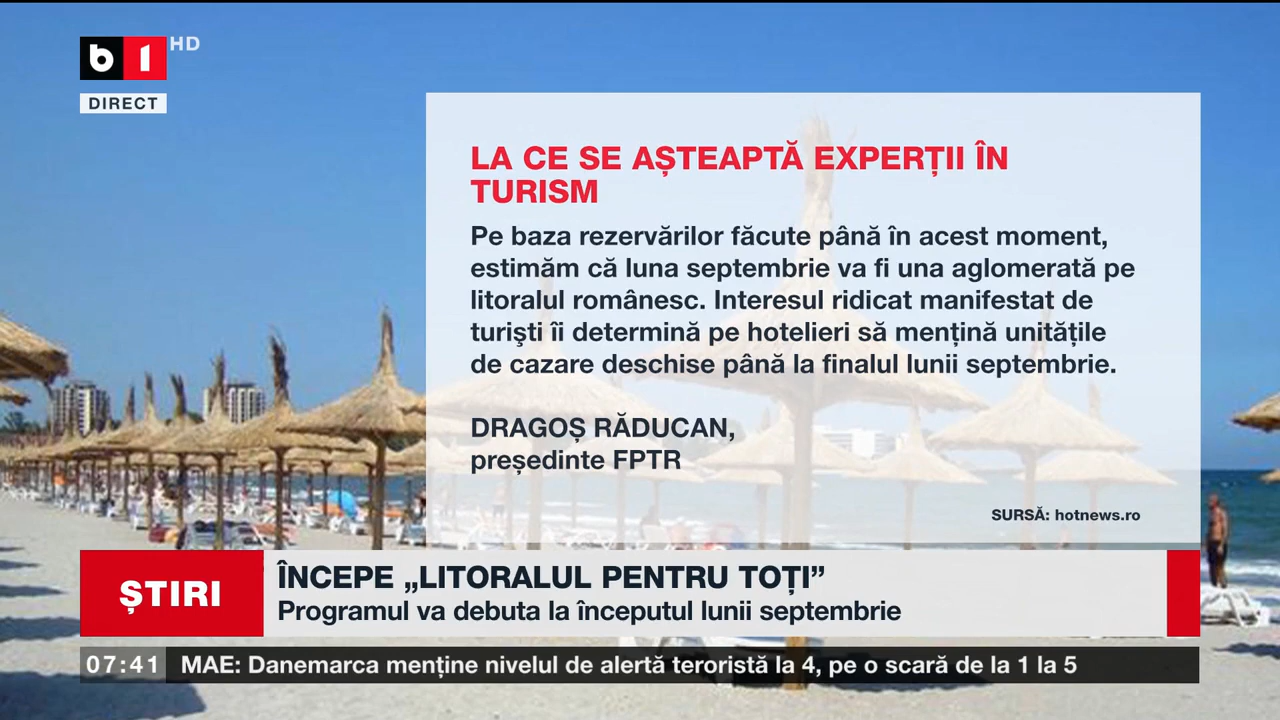 b1 HD
DIRECT
LA CE SE AȘTEAPTĂ EXPERȚII ÎN
TURISM
Pe baza rezervărilor făcute până în acest moment,
estimăm că luna septembrie va fi una aglomerată pe
litoralul românesc. Interesul ridicat manifestat de
turişti îi determină pe hotelieri să mențină unitățile
de cazare deschise până la finalul lunii septembrie.
DRAGOȘ RĂDUCAN,
președinte FPTR
SURSĂ: hotnews.ro
ȘTIRI
ÎNCEPE „LITORALUL PENTRU TOȚI”
Programul va debuta la începutul lunii septembrie
07:41 MAE: Danemarca menține nivelul de alertă teroristă la 4, pe o scară de la 1 la 5